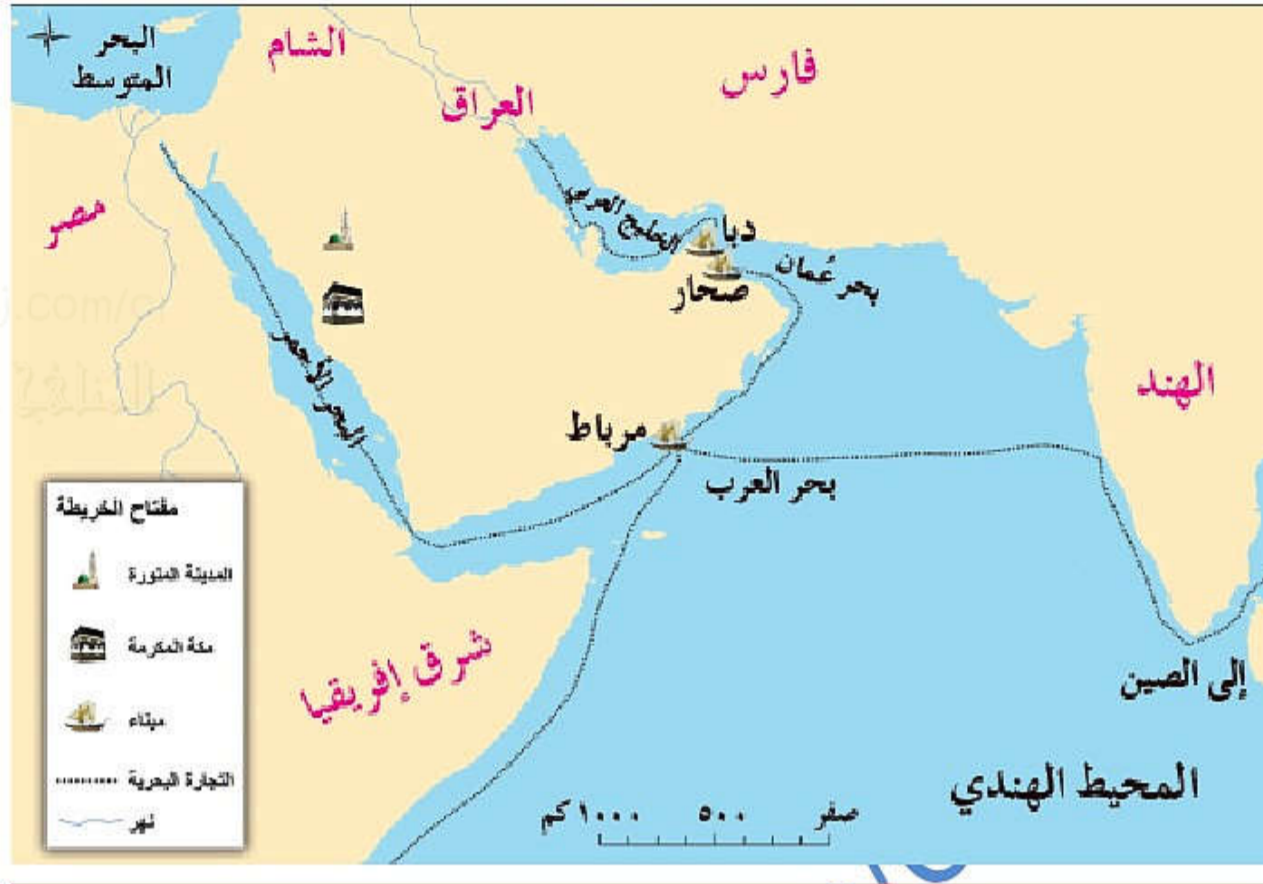 البحر
المتوسط
الشام
العراق
فارس
مصر
الخليج العربي
دبا
صحار
بحر عُمان
الهند
البحر الأحمر
مرباط
بحر العرب
شرق إفريقيا
إلى الصين
المحيط الهندي
مفتاح الخريطة
المدينة المنورة
مكة المكرمة
ميناء
التجارة البحرية
نهر
صفر ٥٠٠ ١٠٠٠ كم